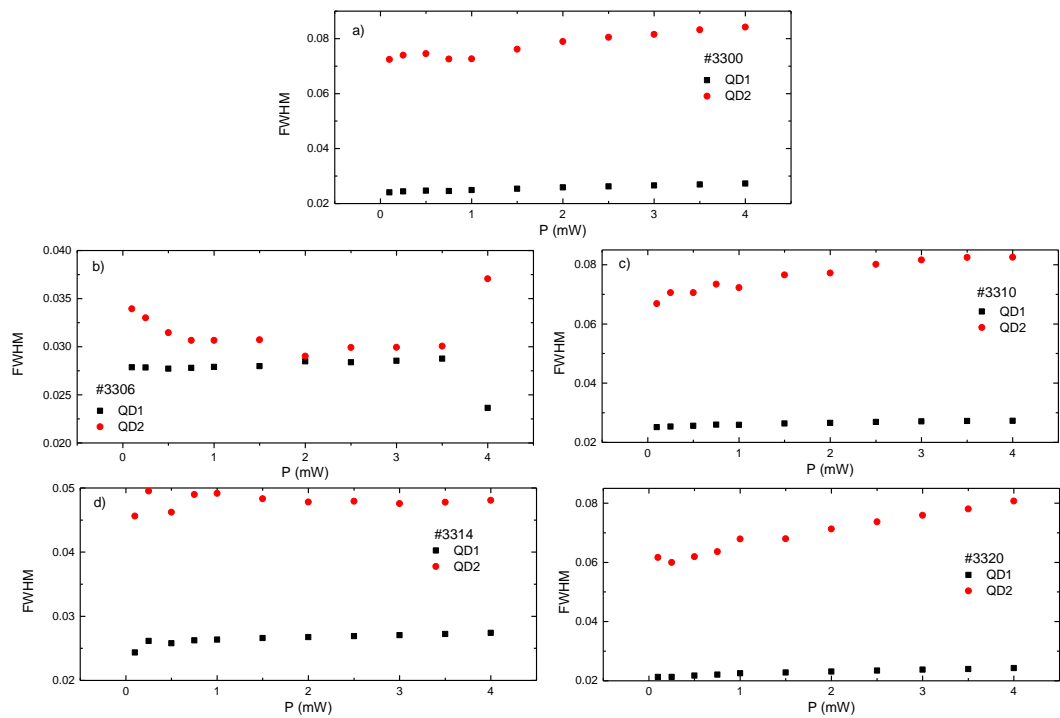 a)
0.08
0.06
0.04
0.02
FWHM
#3300
QD1
QD2
0 1 2 3 4
P (mW)
b)
0.040
0.035
0.030
0.025
0.020
FWHM
#3306
QD1
QD2
0 1 2 3 4
P (mW)
c)
0.08
0.06
0.04
0.02
FWHM
#3310
QD1
QD2
0 1 2 3 4
P (mW)
d)
0.05
0.04
0.03
0.02
FWHM
#3314
QD1
QD2
0 1 2 3 4
P (mW)
0.08
0.06
0.04
0.02
FWHM
#3320
QD1
QD2
0 1 2 3 4
P (mW)